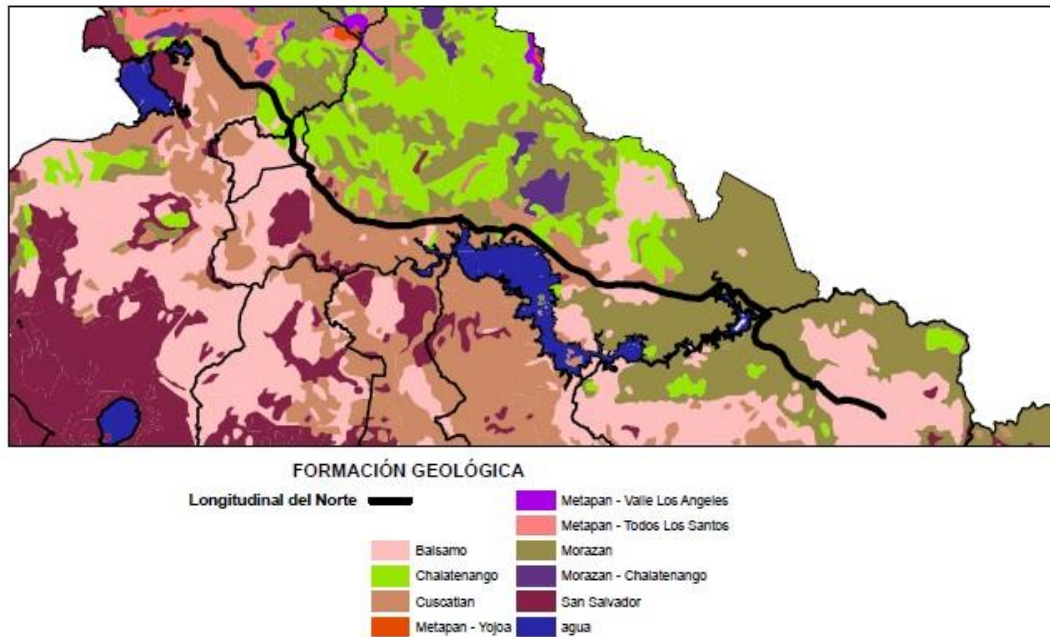 FORMACIÓN GEOLÓGICA
Longitudinal del Norte
Metapan - Valle Los Angeles
Metapan - Todos Los Santos
Balsamo
Morazan
Chalatenango
Morazan - Chalatenango
Cuscatlan
San Salvador
Metapan - Yojoa
agua